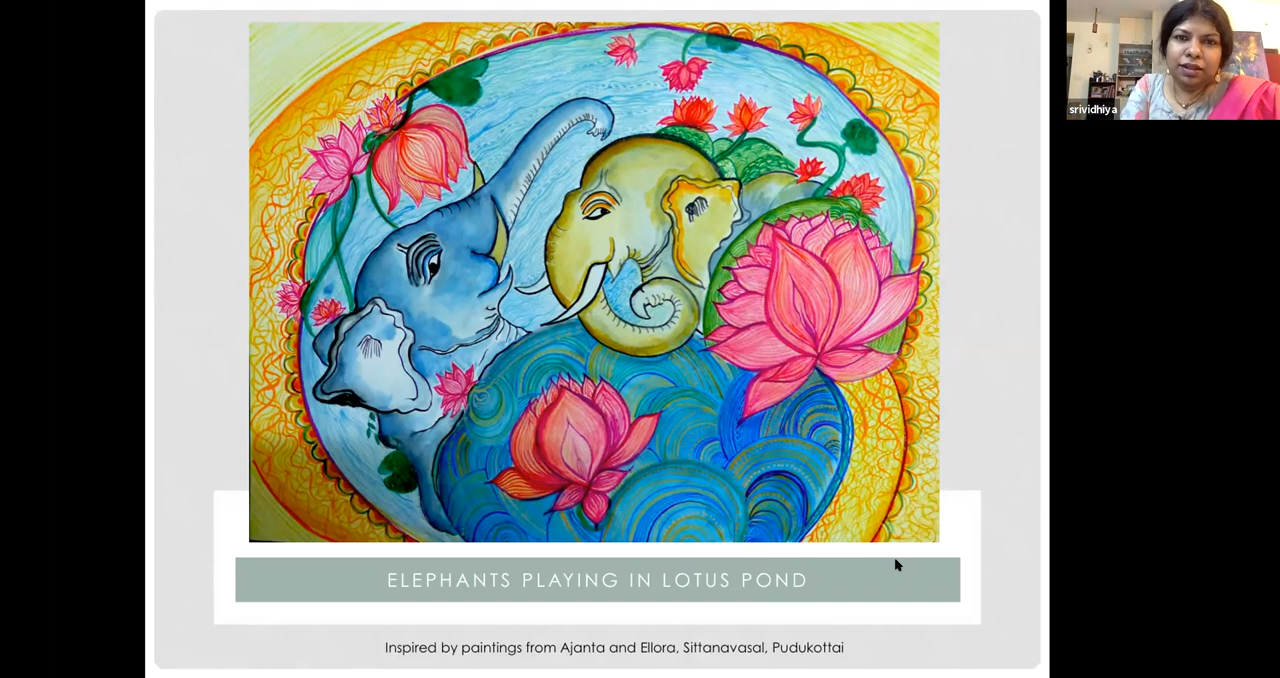 srividhiya
ELEPHANTS PLAYING IN LOTUS POND
Inspired by paintings from Ajanta and Ellora, Sittanavasal, Pudukottai